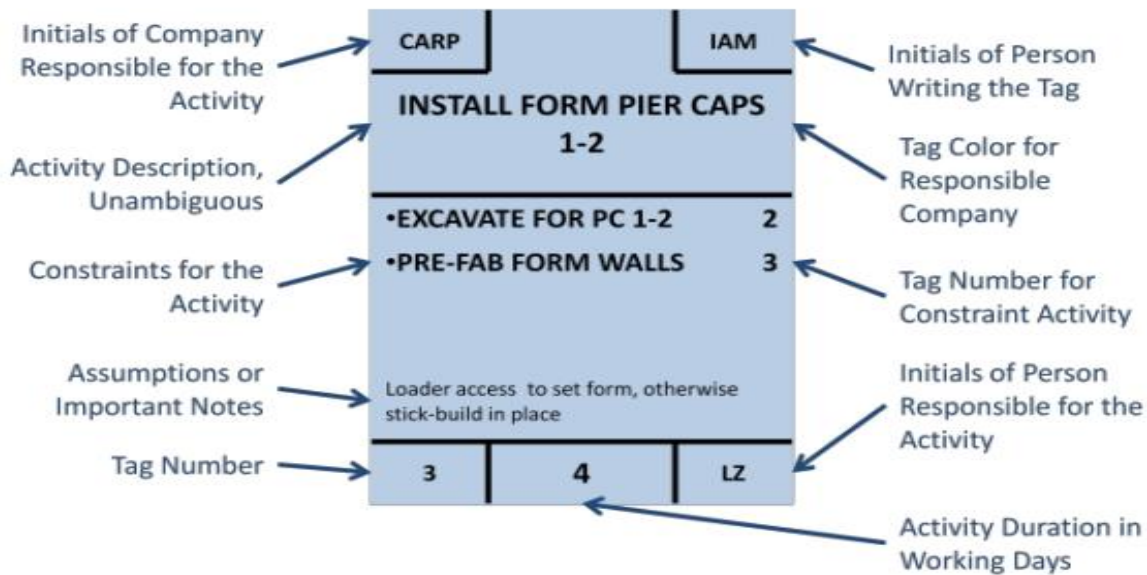 Initials of Company
Responsible for the
Activity
Activity Description,
Unambiguous
Constraints for the
Activity
Assumptions or
Important Notes
Tag Number
CARP
IAM
INSTALL FORM PIER CAPS
1-2
•EXCAVATE FOR PC 1-2 2
•PRE-FAB FORM WALLS 3
Loader access to set form, otherwise
stick-build in place
3 4 LZ
Initials of Person
Writing the Tag
Tag Color for
Responsible
Company
Tag Number for
Constraint Activity
Initials of Person
Responsible for the
Activity
Activity Duration in
Working Days